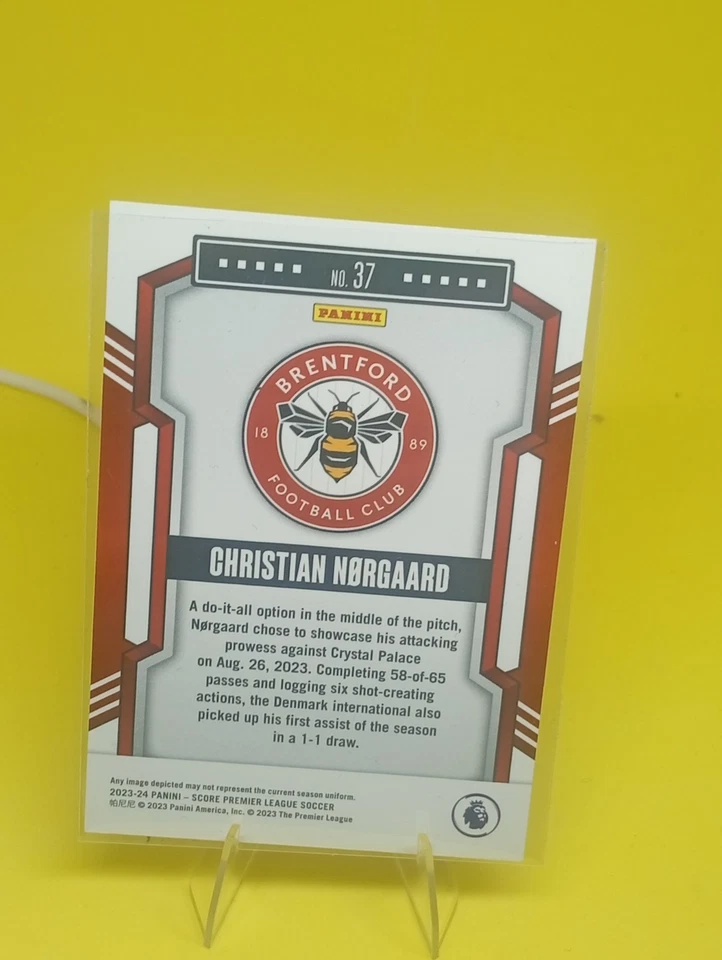 NO. 37
PANINI
BRENTFORD
18 89
FOOTBALL CLUB
CHRISTIAN NØRGAARD
A do-it-all option in the middle of the pitch,
Nørgaard chose to showcase his attacking
prowess against Crystal Palace
on Aug. 26, 2023. Completing 58-of-65
passes and logging six shot-creating
actions, the Denmark international also
picked up his first assist of the season
in a 1-1 draw.
Any image depicted may not represent the current season uniform.
2023-24 PANINI – SCORE PREMIER LEAGUE SOCCER
帕尼尼 © 2023 Panini America, Inc. © 2023 The Premier League